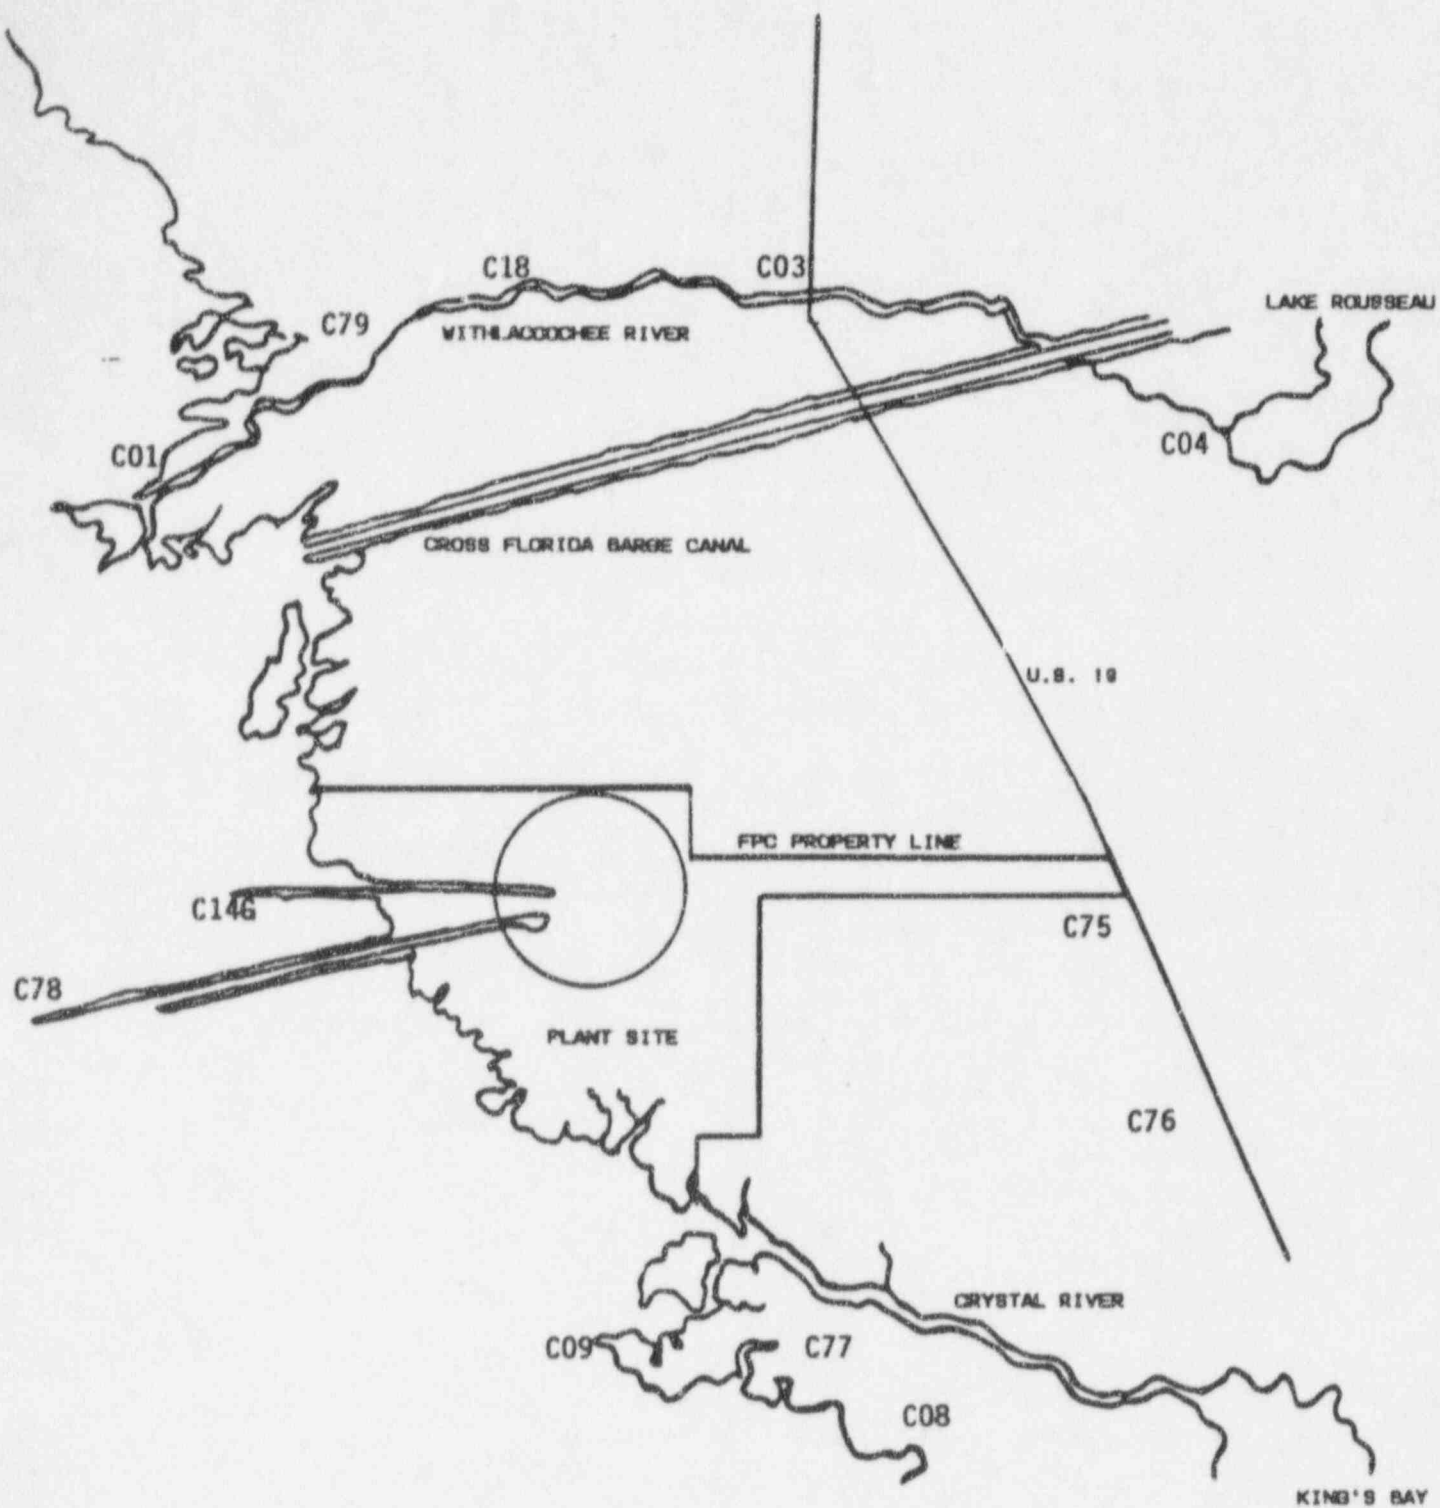 C18
C03
LAKE ROUSSEAU
C79
WITHLACOOCHEE RIVER
C01
C04
CROSS FLORIDA BARGE CANAL
U.S. 19
FPC PROPERTY LINE
C14G
C75
C78
PLANT SITE
C76
CRYSTAL RIVER
C09
C77
C08
KING'S BAY